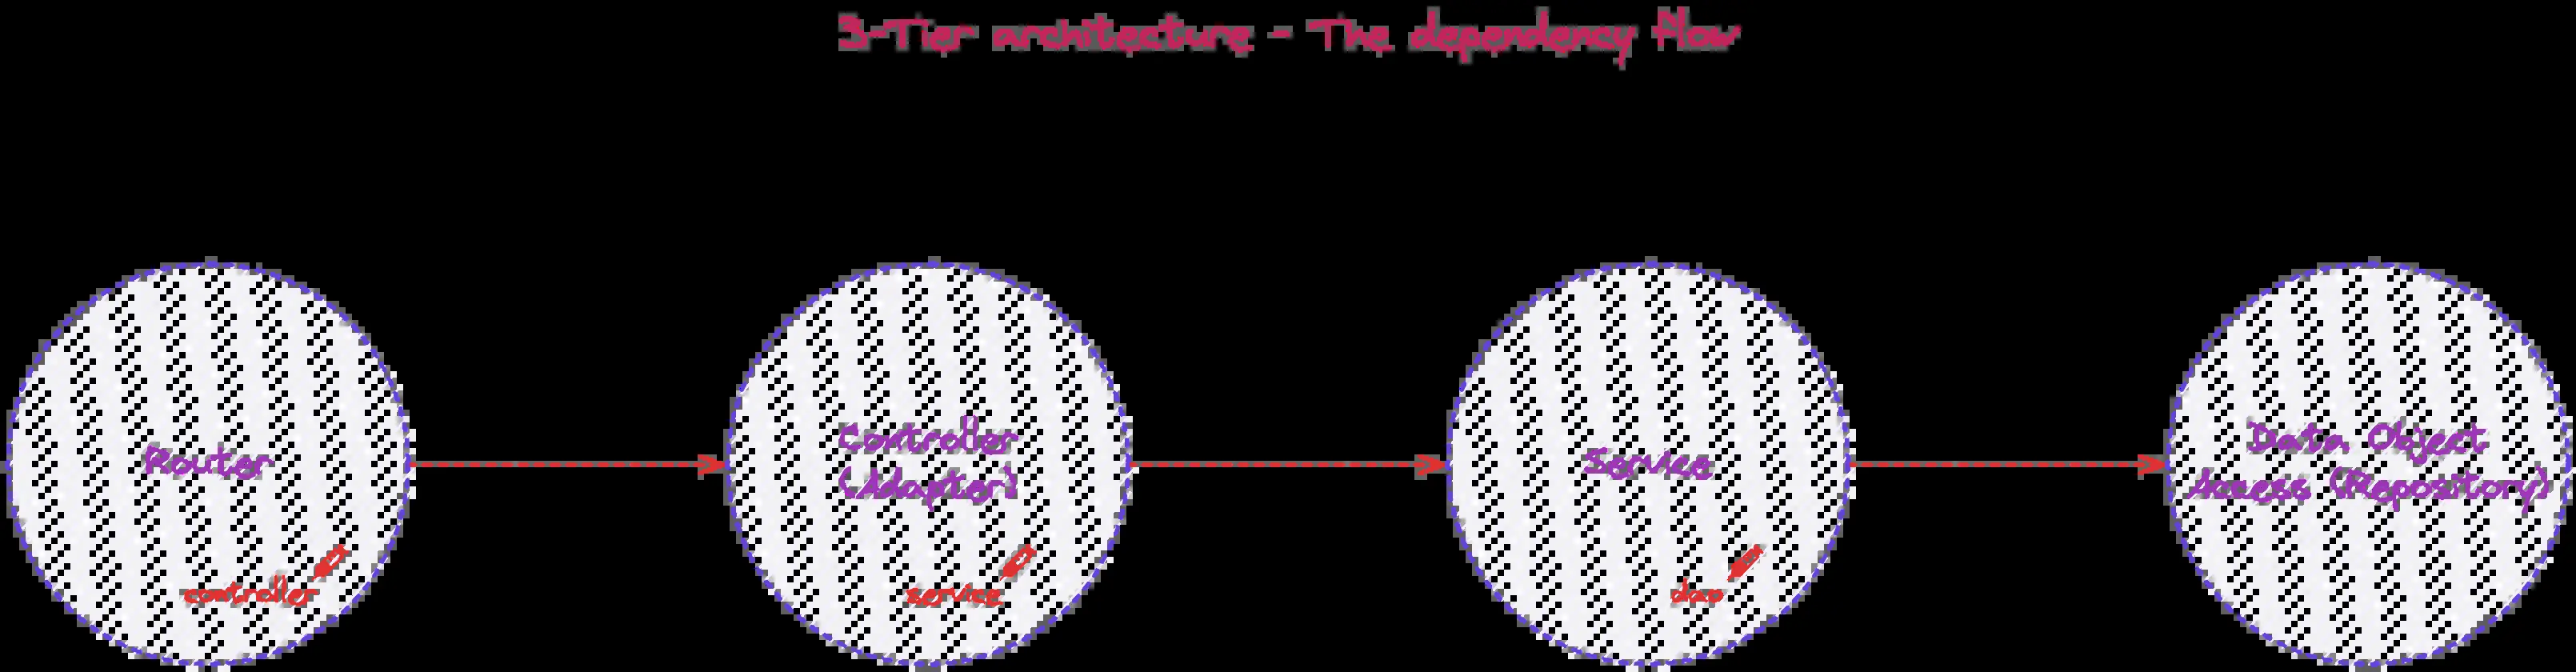 3-Tier architecture - The dependency flow
Router
controller
Controller
(Adapter)
service
Service
dao
Data Object
Access (Repository)